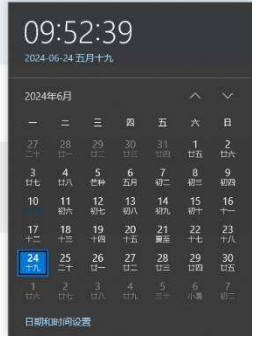 09:52:39
2024-06-24 五月十九
2024年6月
一 二 三 四 五 六 日
27 28 29 30 31 1 2
二十 廿一 廿二 廿三 廿四 廿五 廿六
3 4 5 6 7 8 9
廿七 廿八 芒种 五月 初二 初三 初四
10 11 12 13 14 15 16
初六 初七 初八 初九 初十 十一
17 18 19 20 21 22 23
十二 十三 十四 十五 夏至 十七 十八
24 25 26 27 28 29 30
十九 二十 廿一 廿二 廿三 廿四 廿五
1 2 3 4 5 6 7
廿六 廿七 廿八 廿九 三十 小暑 初二
日期和时间设置